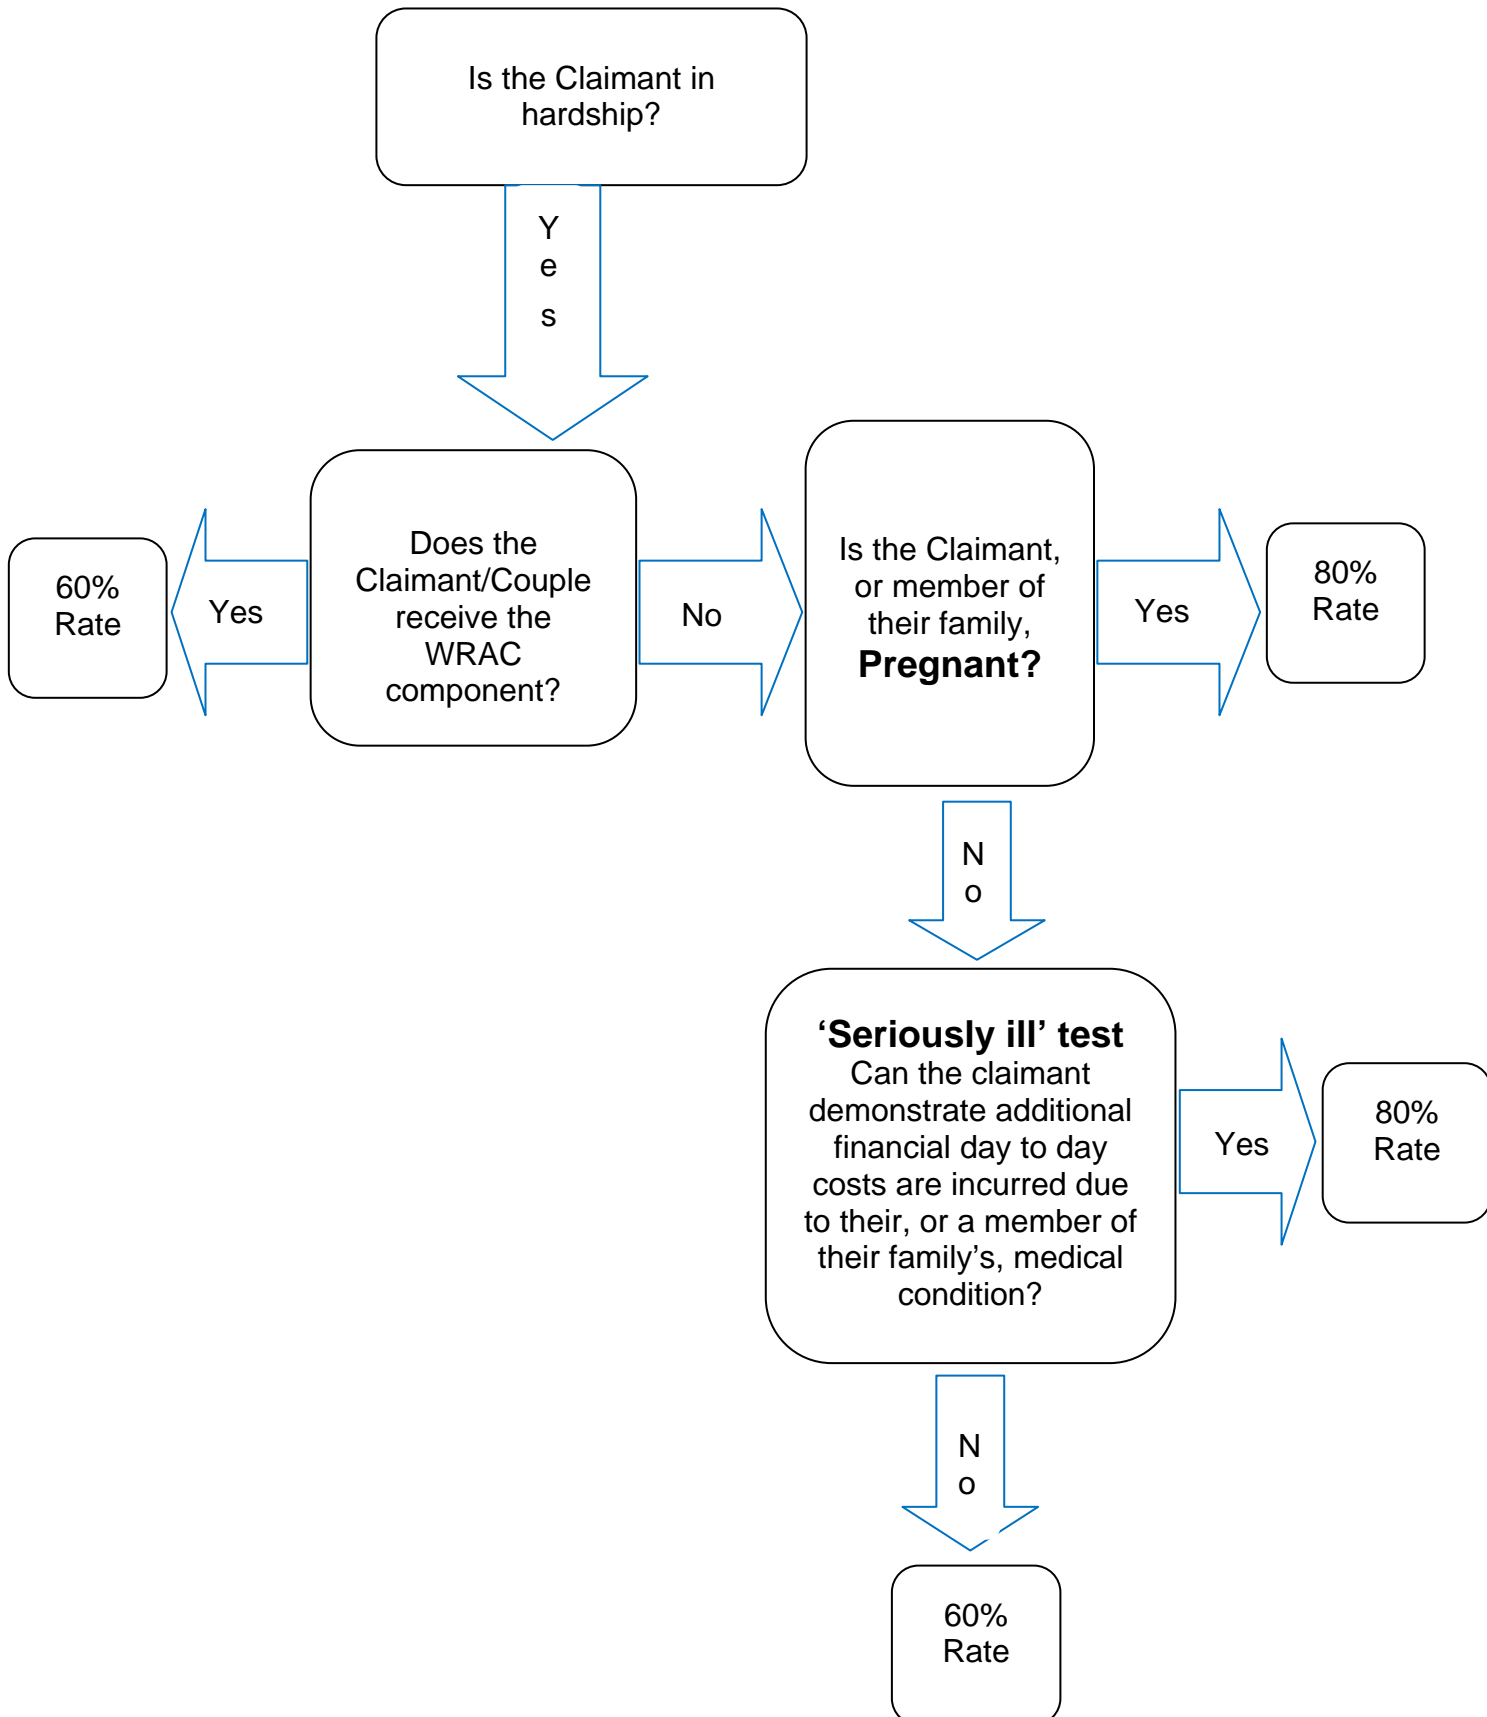 Is the Claimant in
hardship?
Y
e
s
60%
Rate
Yes
Does the
Claimant/Couple
receive the
WRAC
component?
No
Is the Claimant,
or member of
their family,
Pregnant?
Yes
80%
Rate
N
o
‘Seriously ill’ test
Can the claimant
demonstrate additional
financial day to day
costs are incurred due
to their, or a member of
their family’s, medical
condition?
Yes
80%
Rate
N
o
60%
Rate